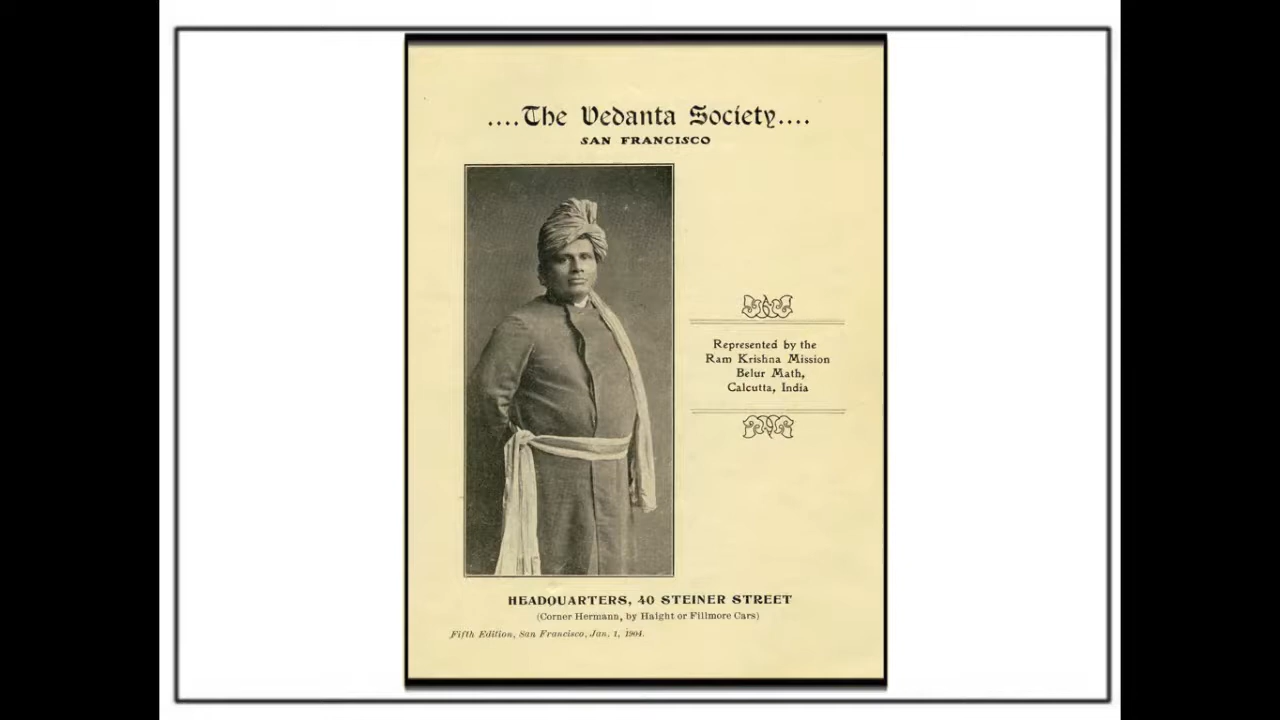 ....The Vedanta Society....
SAN FRANCISCO
Represented by the
Ram Krishna Mission
Belur Math,
Calcutta, India
HEADQUARTERS, 40 STEINER STREET
(Corner Hermann, by Haight or Fillmore Cars)
Fifth Edition, San Francisco, Jan. 1, 1904.